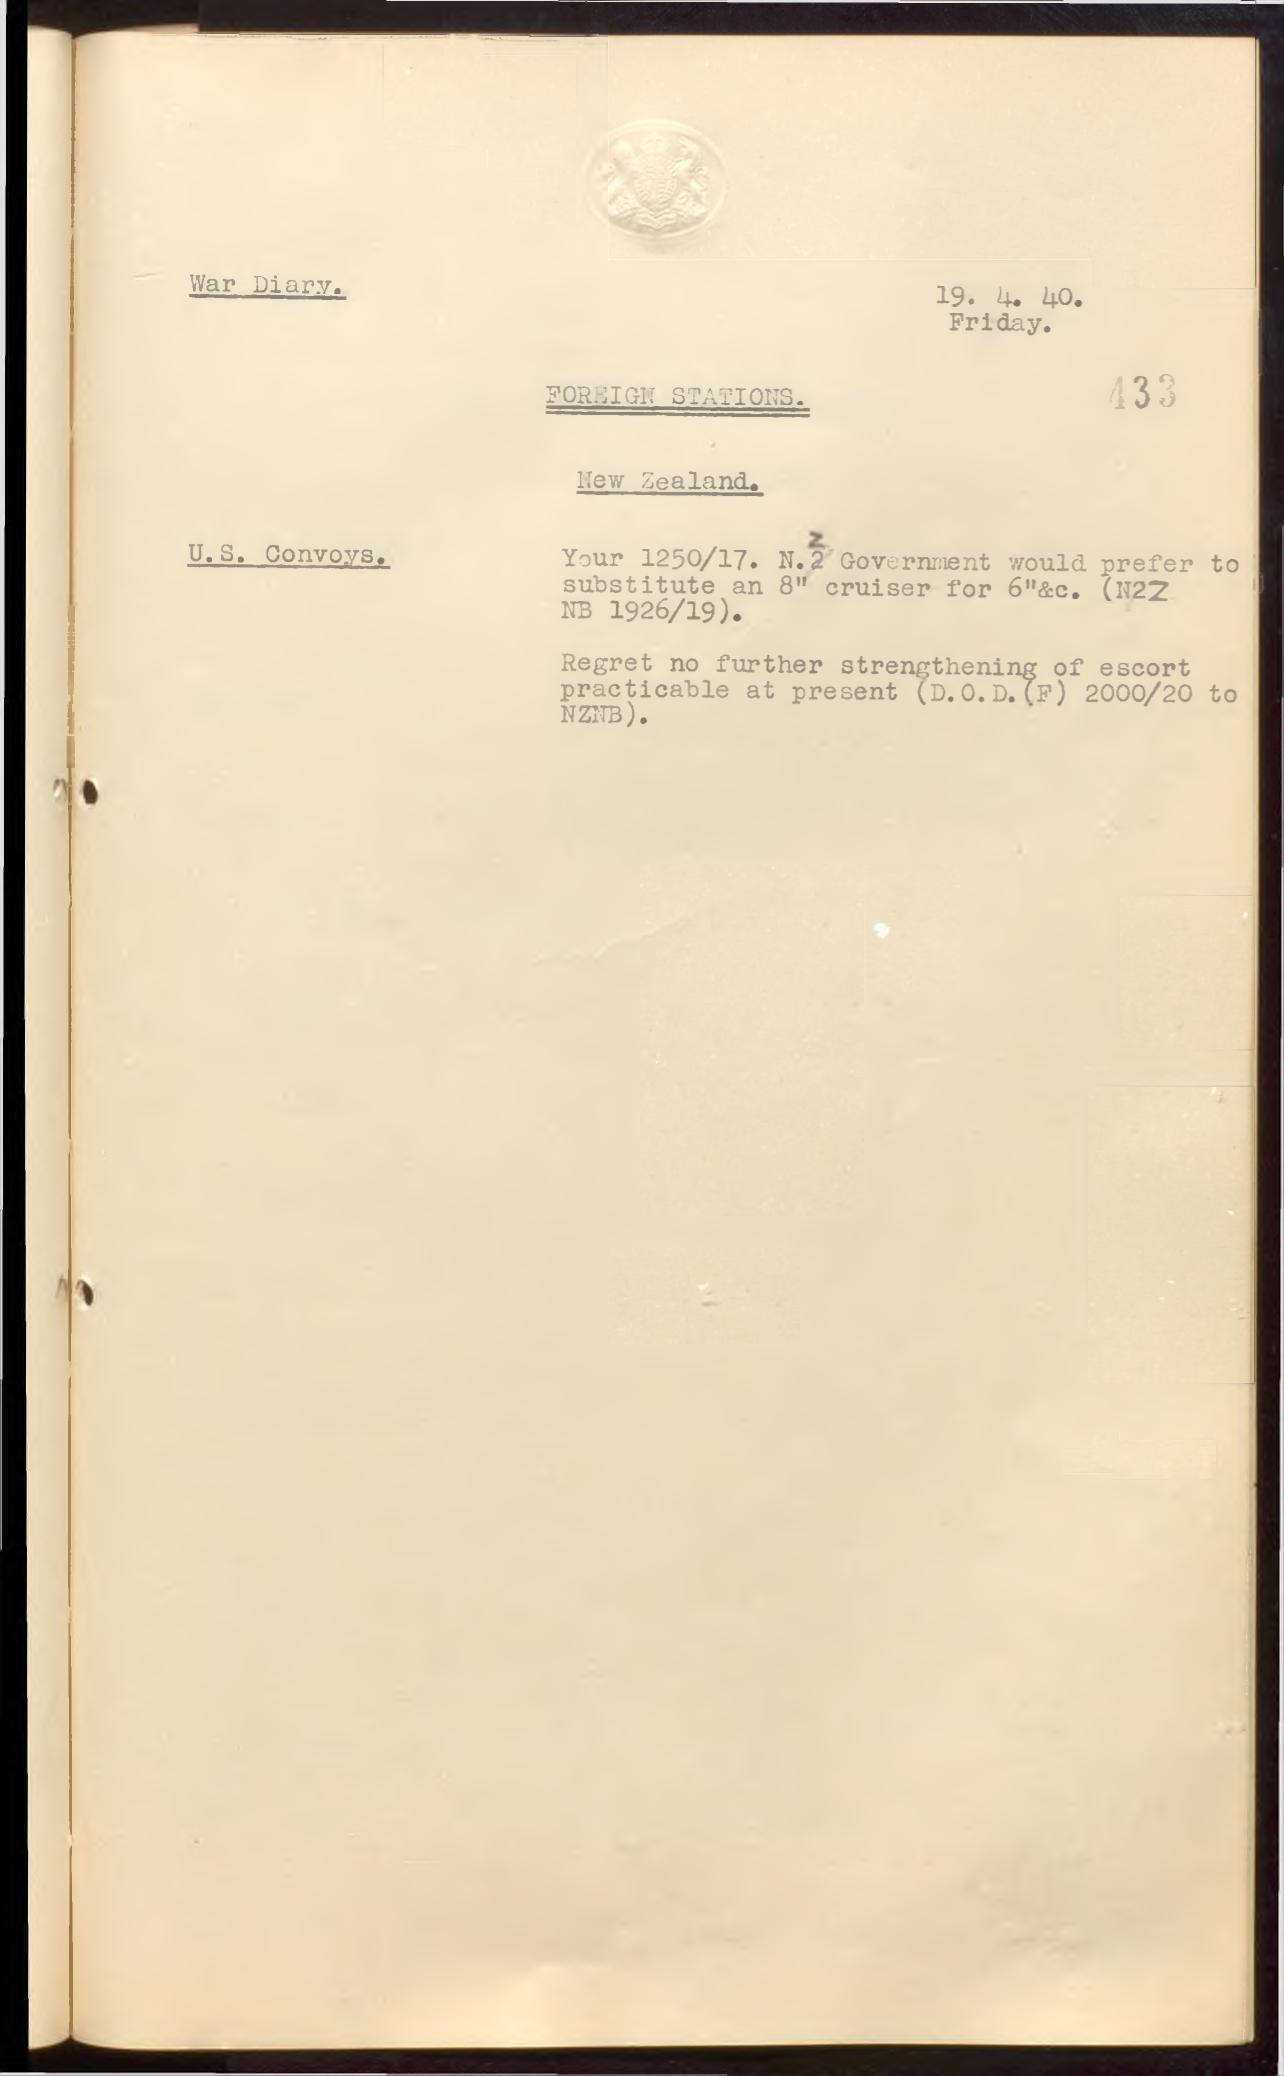 War Diary.
19. 4. 40.
Friday.
FOREIGN STATIONS.
433
New Zealand.
U.S. Convoys.
Your 1250/17. N.Z Government would prefer to
substitute an 8" cruiser for 6"&c. (N2Z
NB 1926/19).
Regret no further strengthening of escort
practicable at present (D.O.D.(F) 2000/20 to
NZNB).